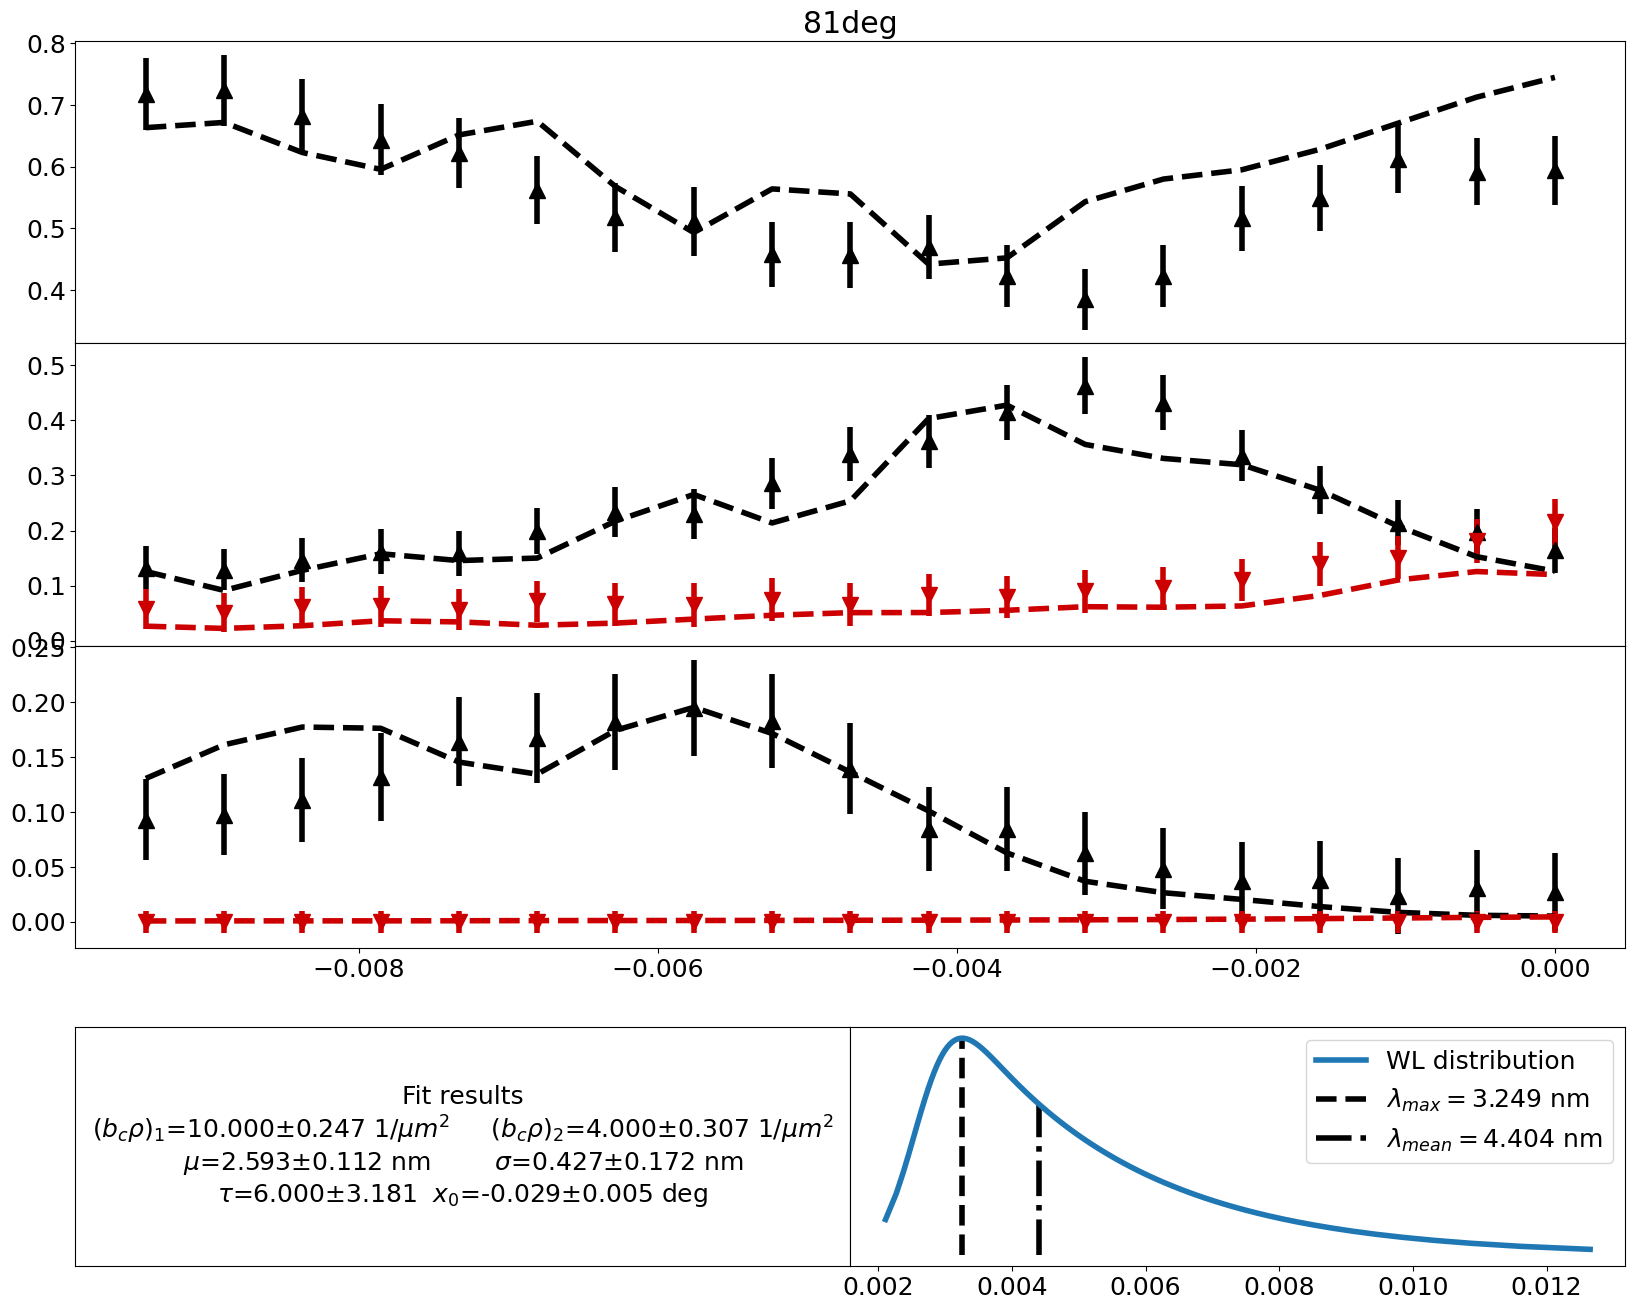 81deg
0.8
0.7
0.6
0.5
0.4
0.5
0.4
0.3
0.2
0.1
0.0
0.25
0.20
0.15
0.10
0.05
0.00
−0.008 −0.006 −0.004 −0.002 0.000
Fit results
(b_cρ)_1=10.000±0.247 1/μm^2 (b_cρ)_2=4.000±0.307 1/μm^2
μ=2.593±0.112 nm σ=0.427±0.172 nm
τ=6.000±3.181 x_0=-0.029±0.005 deg
WL distribution
λ_max = 3.249 nm
λ_mean = 4.404 nm
0.002 0.004 0.006 0.008 0.010 0.012